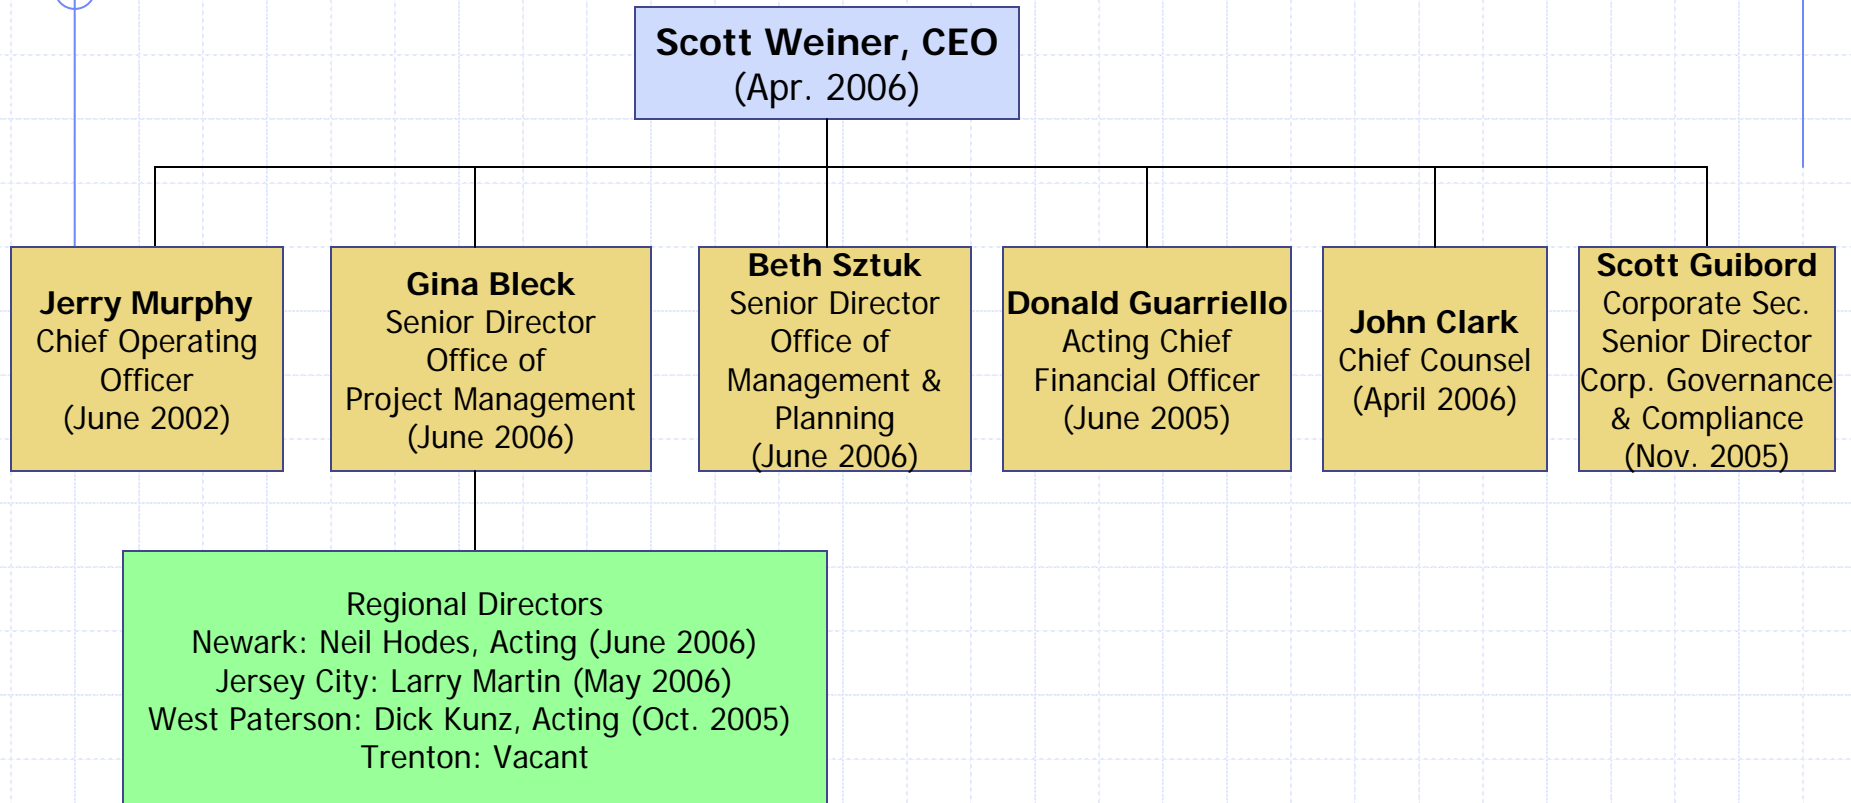 Scott Weiner, CEO
(Apr. 2006)
Jerry Murphy
Chief Operating
Officer
(June 2002)
Gina Bleck
Senior Director
Office of
Project Management
(June 2006)
Beth Sztuk
Senior Director
Office of
Management &
Planning
(June 2006)
Donald Guarriello
Acting Chief
Financial Officer
(June 2005)
John Clark
Chief Counsel
(April 2006)
Scott Guibord
Corporate Sec.
Senior Director
Corp. Governance
& Compliance
(Nov. 2005)
Regional Directors
Newark: Neil Hodes, Acting (June 2006)
Jersey City: Larry Martin (May 2006)
West Paterson: Dick Kunz, Acting (Oct. 2005)
Trenton: Vacant